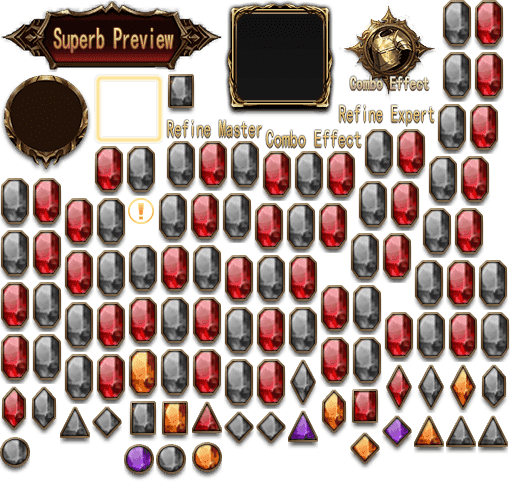 Superb Preview
Combo Effect
Refine Expert
Refine Master
Combo Effect
!